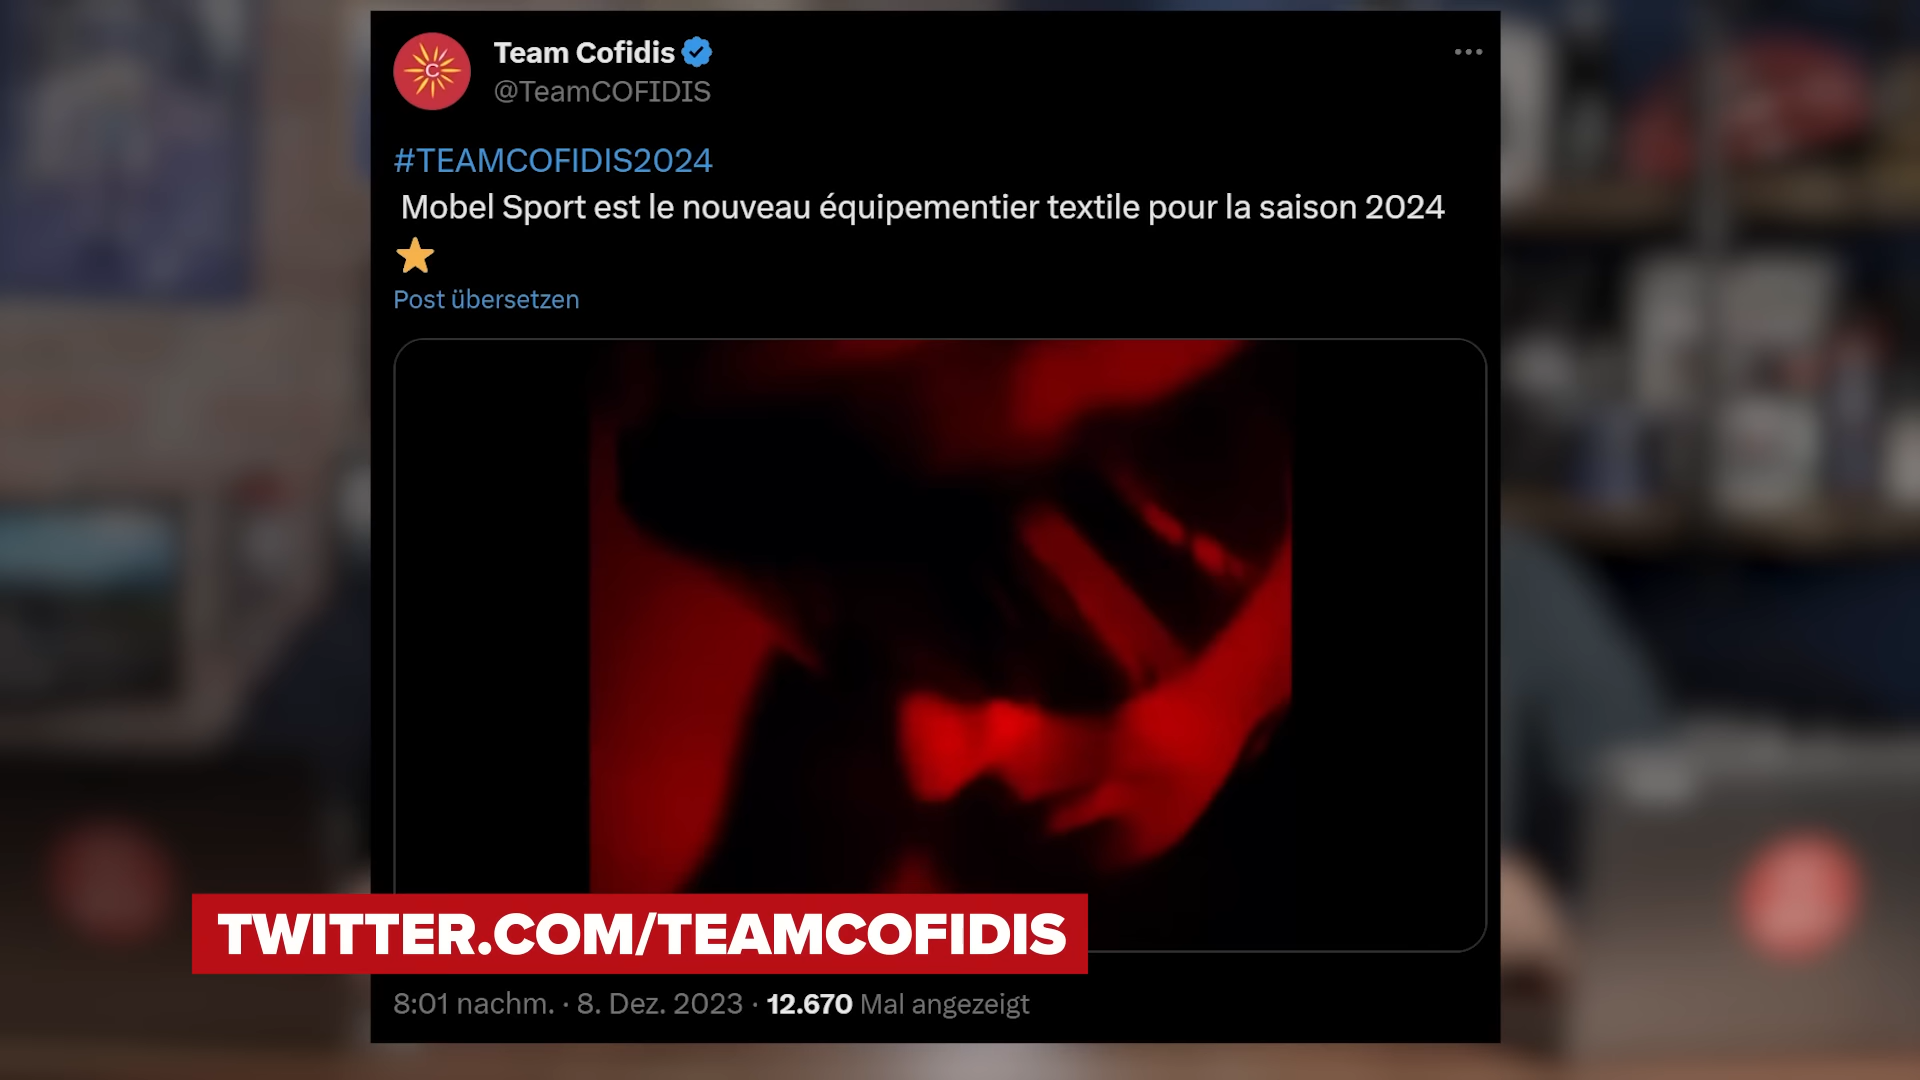 Team Cofidis
@TeamCOFIDIS
#TEAMCOFIDIS2024
Mobel Sport est le nouveau équipementier textile pour la saison 2024
⭐
Post übersetzen
TWITTER.COM/TEAMCOFIDIS
8:01 nachm. · 8. Dez. 2023 · 12.670 Mal angezeigt